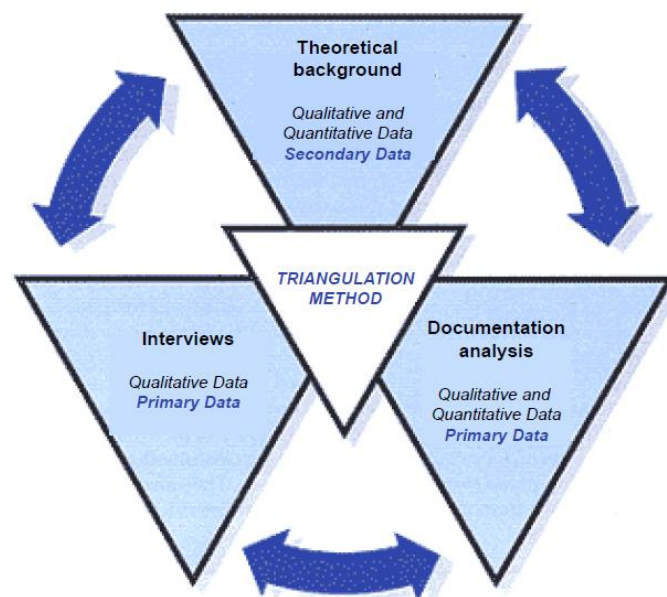 Theoretical
background
Qualitative and
Quantitative Data
Secondary Data
TRIANGULATION
METHOD
Interviews
Qualitative Data
Primary Data
Documentation
analysis
Qualitative and
Quantitative Data
Primary Data